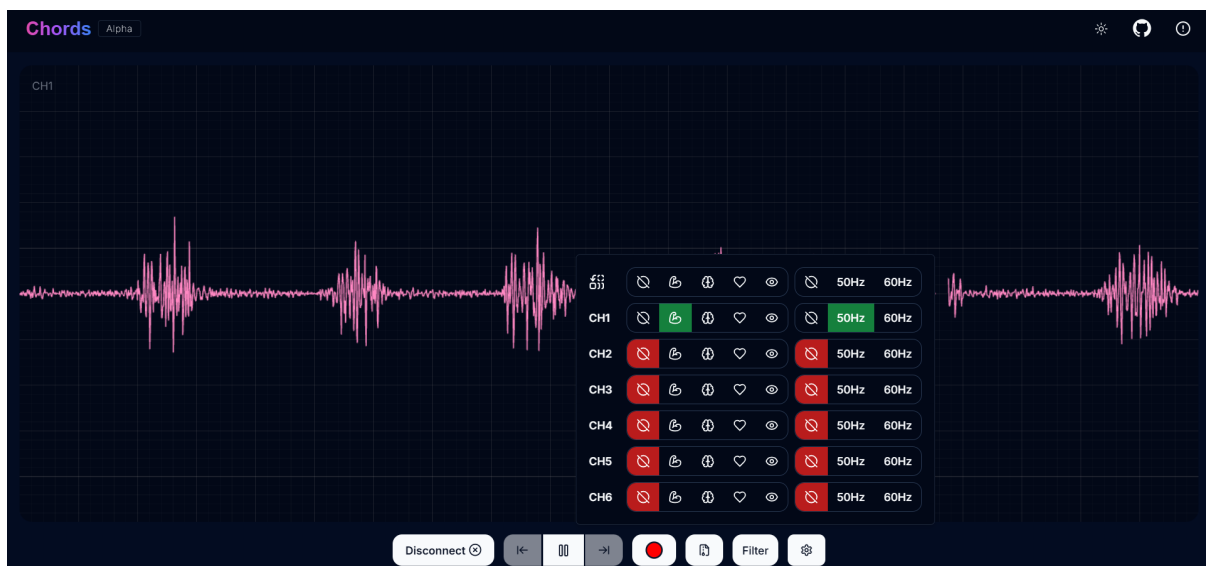 Chords Alpha
CH1
50Hz 60Hz
CH1 50Hz 60Hz
CH2 50Hz 60Hz
CH3 50Hz 60Hz
CH4 50Hz 60Hz
CH5 50Hz 60Hz
CH6 50Hz 60Hz
Disconnect Filter